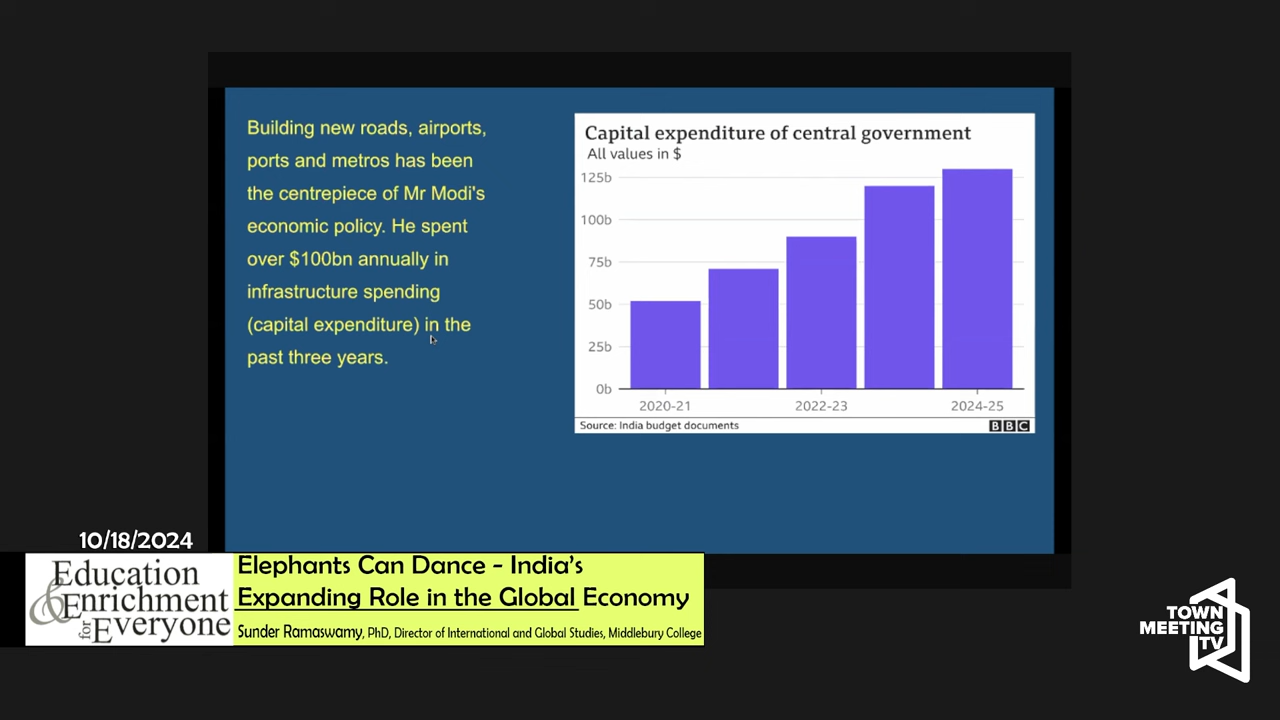 Building new roads, airports,
ports and metros has been
the centrepiece of Mr Modi's
economic policy. He spent
over $100bn annually in
infrastructure spending
(capital expenditure) in the
past three years.
Capital expenditure of central government
All values in $
125b
100b
75b
50b
25b
0b
2020-21 2022-23 2024-25
Source: India budget documents BBC
10/18/2024
Education
& Enrichment
for Everyone
Elephants Can Dance - India's
Expanding Role in the Global Economy
Sunder Ramaswamy, PhD, Director of International and Global Studies, Middlebury College
TOWN
MEETING
TV